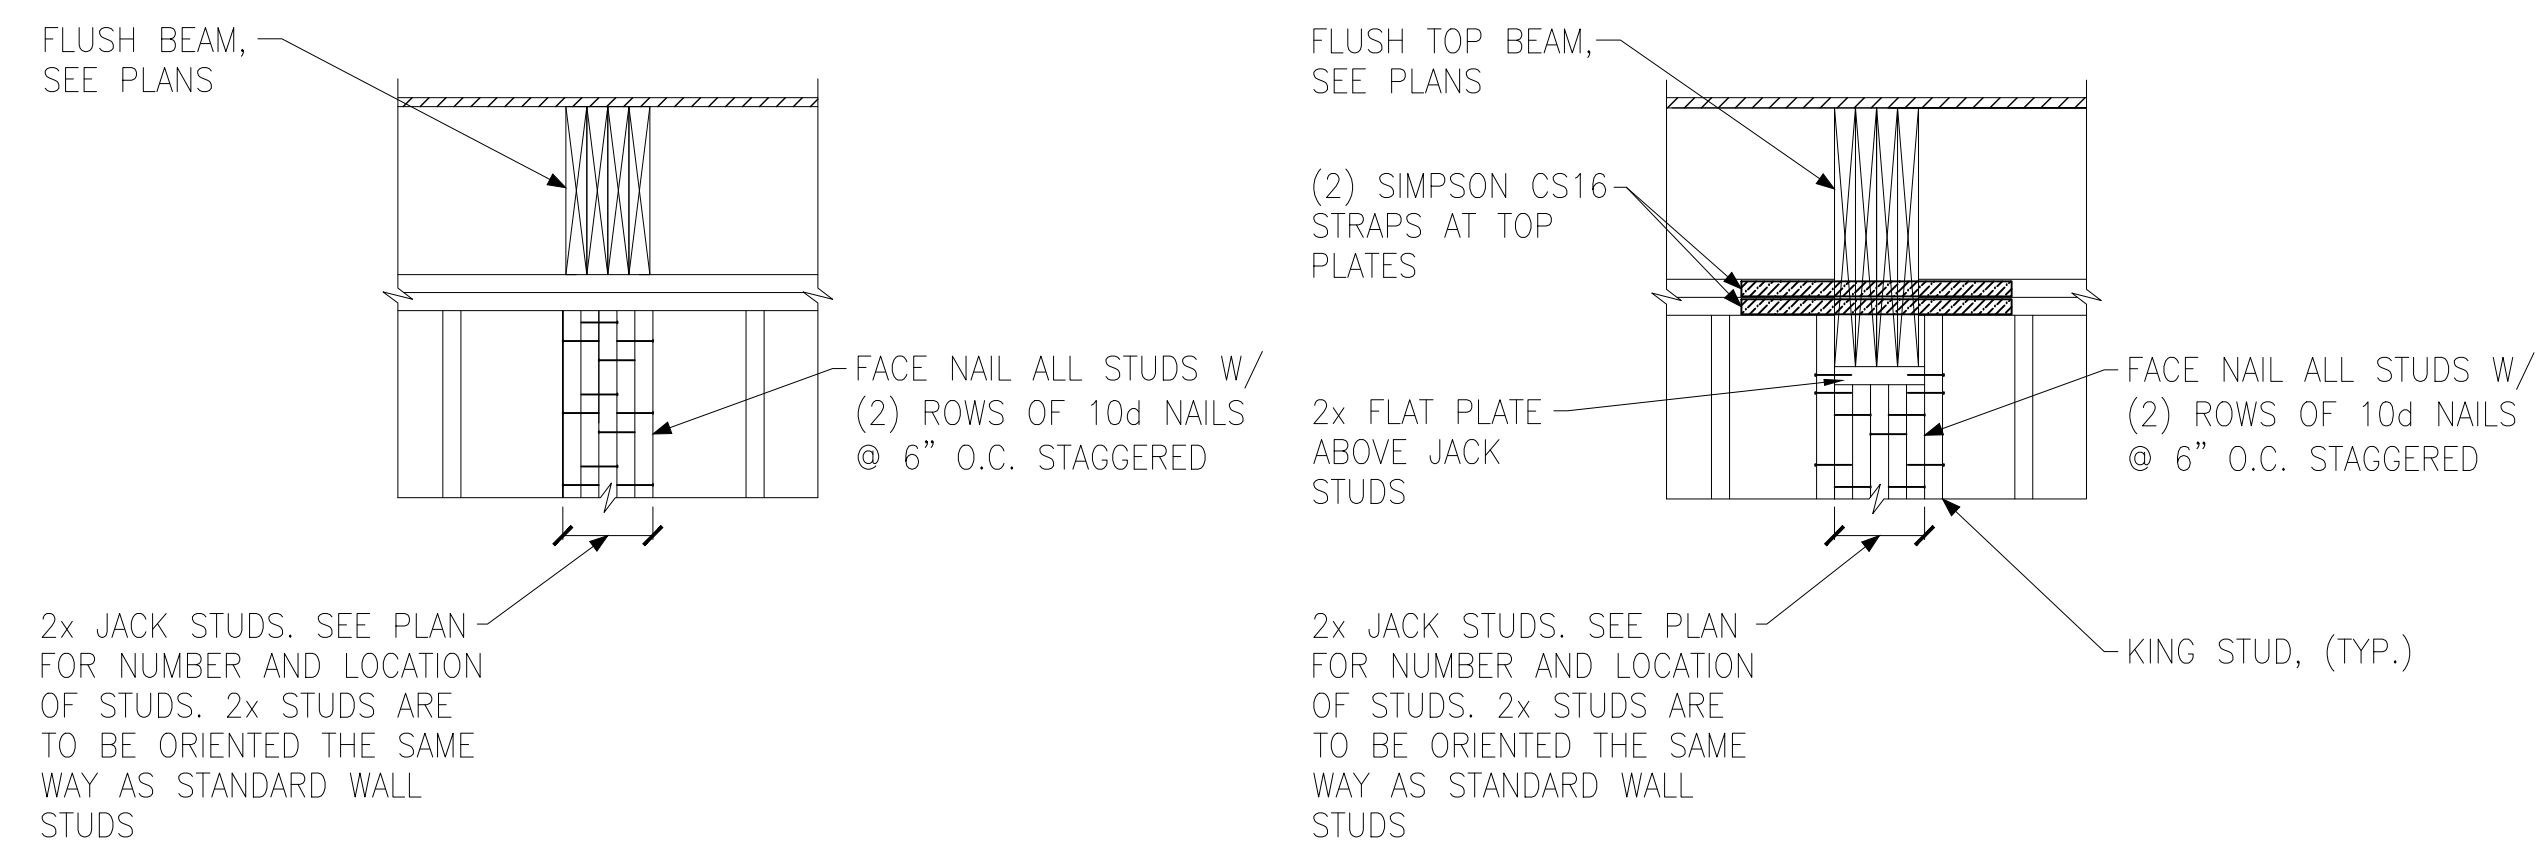 FLUSH BEAM,
SEE PLANS
FACE NAIL ALL STUDS W/
(2) ROWS OF 10d NAILS
@ 6” O.C. STAGGERED
2x JACK STUDS. SEE PLAN
FOR NUMBER AND LOCATION
OF STUDS. 2x STUDS ARE
TO BE ORIENTED THE SAME
WAY AS STANDARD WALL
STUDS
FLUSH TOP BEAM,
SEE PLANS
(2) SIMPSON CS16
STRAPS AT TOP
PLATES
2x FLAT PLATE
ABOVE JACK
STUDS
FACE NAIL ALL STUDS W/
(2) ROWS OF 10d NAILS
@ 6” O.C. STAGGERED
2x JACK STUDS. SEE PLAN
FOR NUMBER AND LOCATION
OF STUDS. 2x STUDS ARE
TO BE ORIENTED THE SAME
WAY AS STANDARD WALL
STUDS
KING STUD, (TYP.)